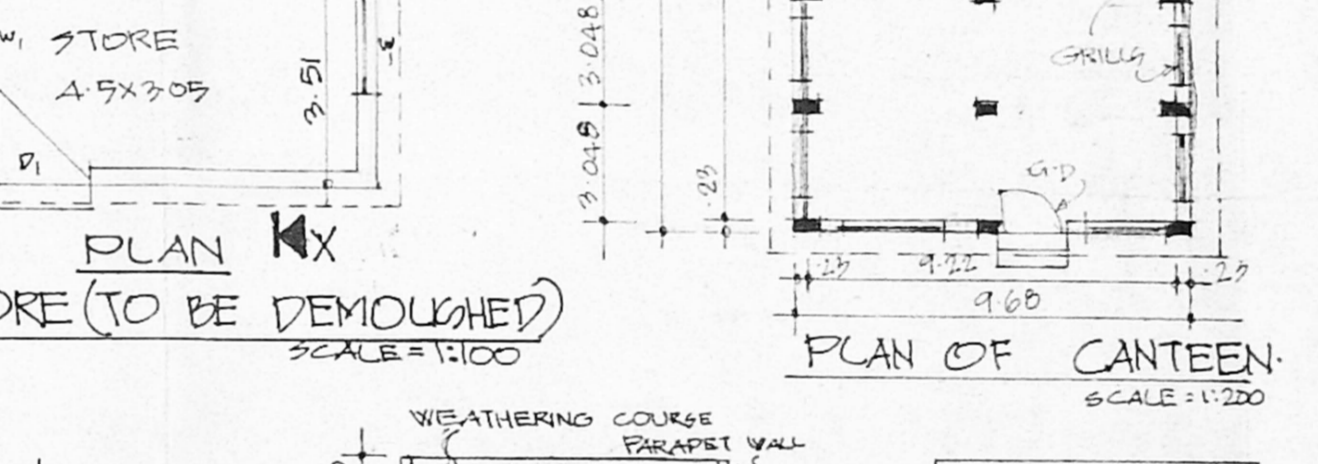 W1 STORE
4.5X3.05
D1
3.51
W
PLAN
X
ORE (TO BE DEMOLISHED)
SCALE = 1:100
3.048
3.048
.23
GRILLS
G.D
.23 9.22 .23
9.68
PLAN OF CANTEEN.
SCALE = 1:200
WEATHERING COURSE
PARAPET WALL